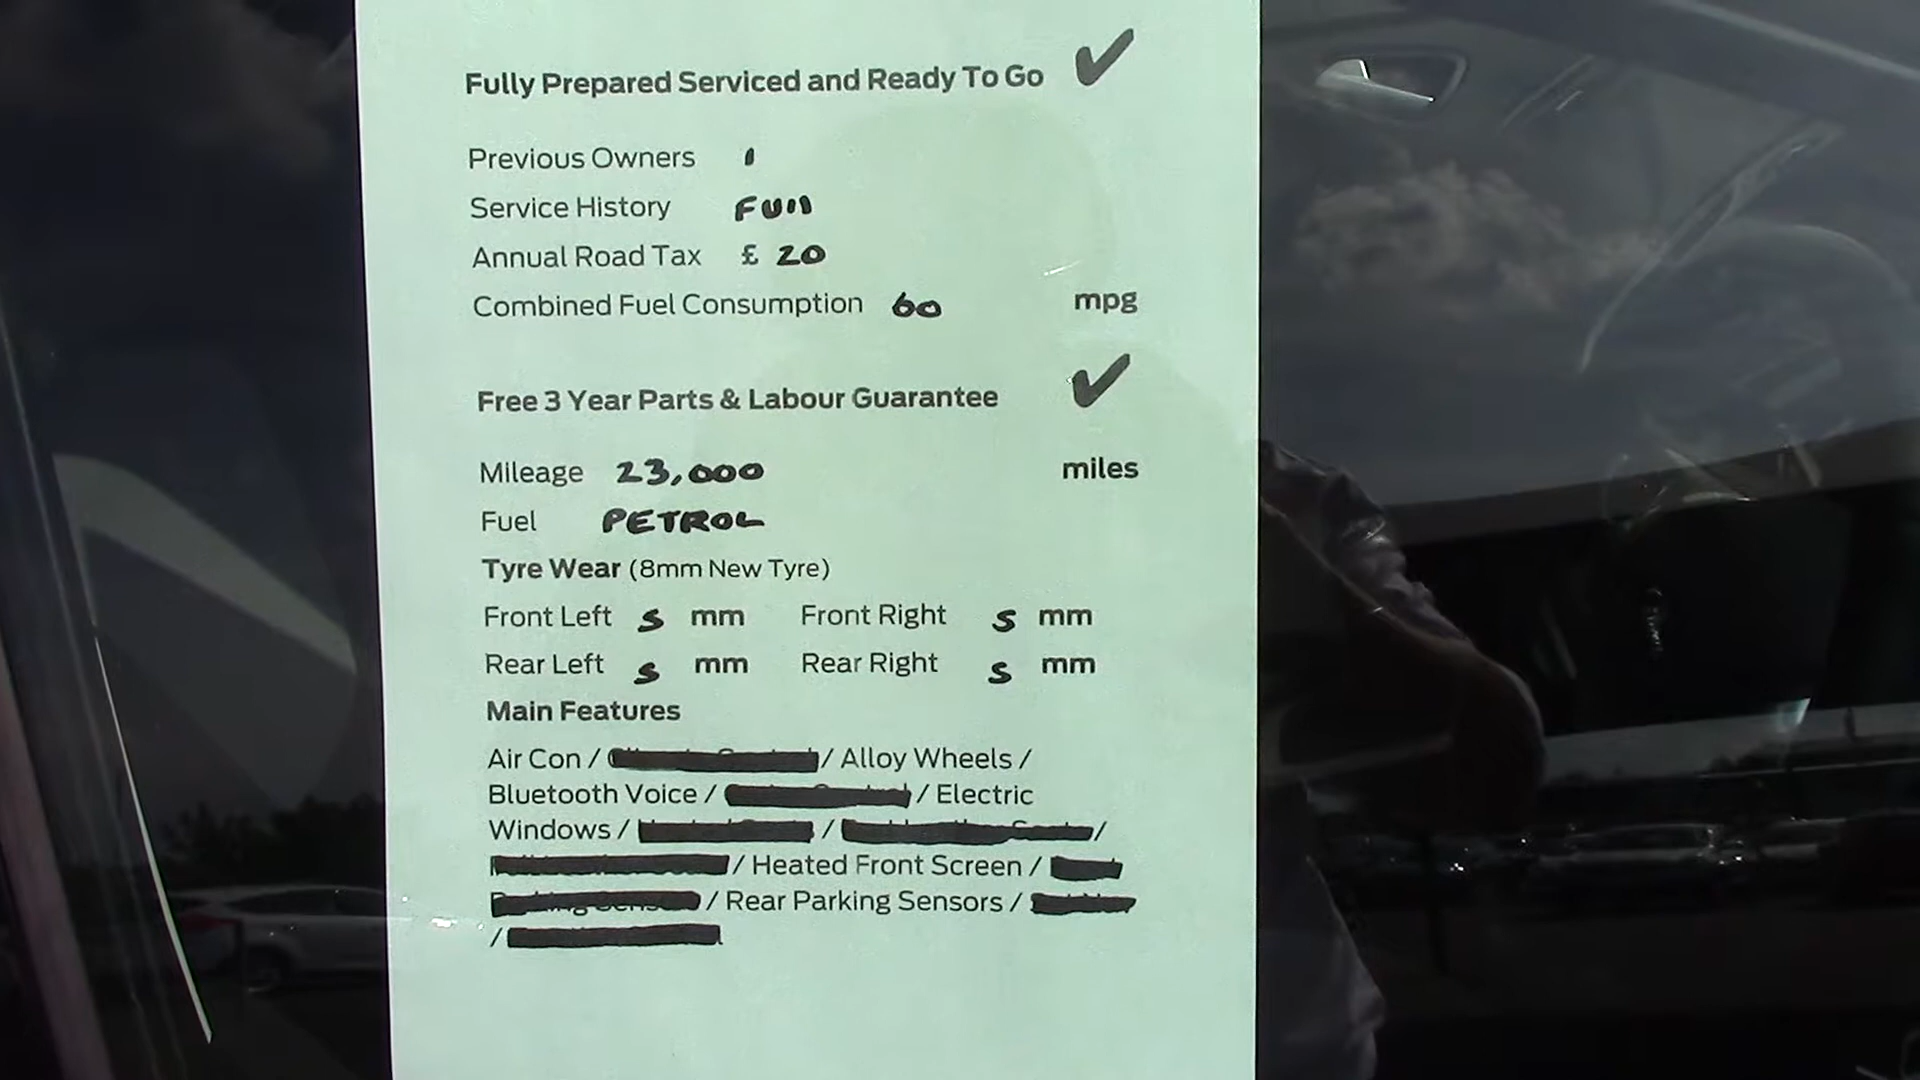 Fully Prepared Serviced and Ready To Go ✓
Previous Owners 1
Service History FUll
Annual Road Tax £ 20
Combined Fuel Consumption 60 mpg
Free 3 Year Parts & Labour Guarantee ✓
Mileage 23,000 miles
Fuel PETROL
Tyre Wear (8mm New Tyre)
Front Left 5 mm Front Right 5 mm
Rear Left 5 mm Rear Right 5 mm
Main Features
Air Con / / Alloy Wheels /
Bluetooth Voice / / Electric
Windows / / /
/ Heated Front Screen /
/ Rear Parking Sensors /
/